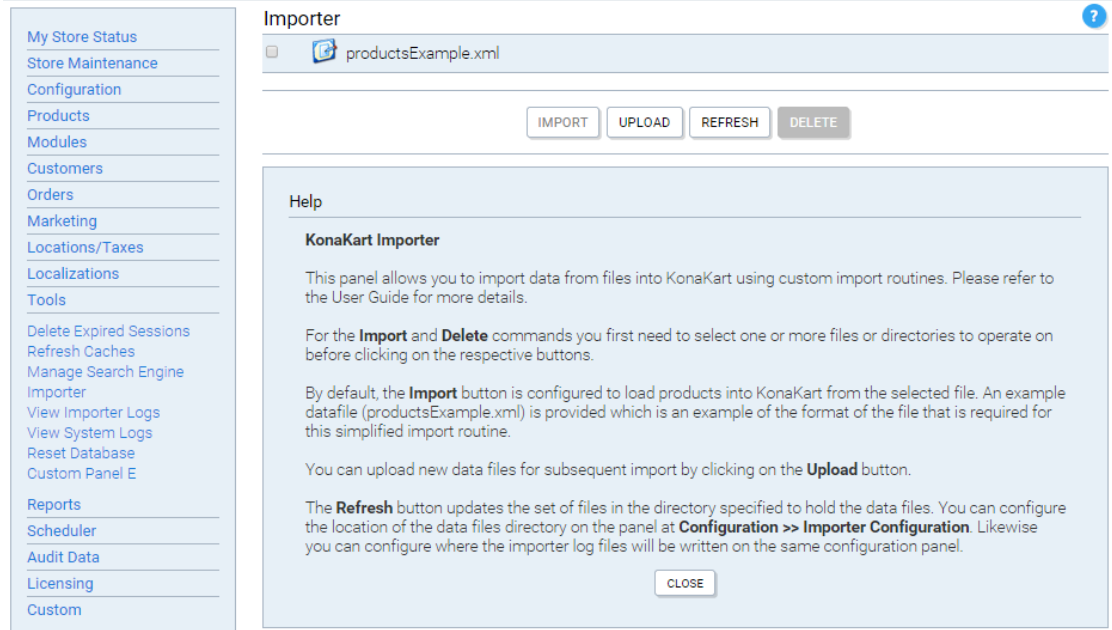 My Store Status
Store Maintenance
Configuration
Products
Modules
Customers
Orders
Marketing
Locations/Taxes
Localizations
Tools
Delete Expired Sessions
Refresh Caches
Manage Search Engine
Importer
View Importer Logs
View System Logs
Reset Database
Custom Panel E
Reports
Scheduler
Audit Data
Licensing
Custom
Importer
?
productsExample.xml
IMPORT UPLOAD REFRESH DELETE
Help
KonaKart Importer
This panel allows you to import data from files into KonaKart using custom import routines. Please refer to
the User Guide for more details.
For the Import and Delete commands you first need to select one or more files or directories to operate on
before clicking on the respective buttons.
By default, the Import button is configured to load products into KonaKart from the selected file. An example
datafile (productsExample.xml) is provided which is an example of the format of the file that is required for
this simplified import routine.
You can upload new data files for subsequent import by clicking on the Upload button.
The Refresh button updates the set of files in the directory specified to hold the data files. You can configure
the location of the data files directory on the panel at Configuration >> Importer Configuration. Likewise
you can configure where the importer log files will be written on the same configuration panel.
CLOSE